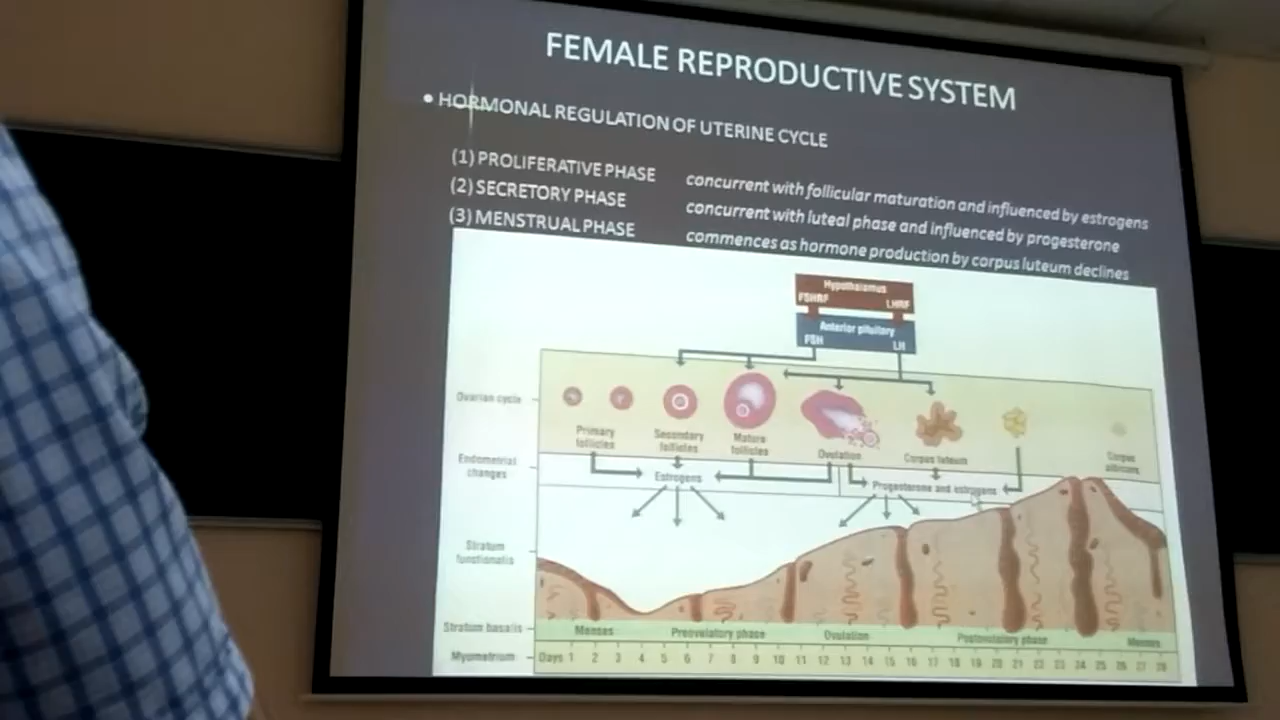 FEMALE REPRODUCTIVE SYSTEM
• HORMONAL REGULATION OF UTERINE CYCLE
(1) PROLIFERATIVE PHASE concurrent with follicular maturation and influenced by estrogens
(2) SECRETORY PHASE concurrent with luteal phase and influenced by progesterone
(3) MENSTRUAL PHASE commences as hormone production by corpus luteum declines
Hypothalamus
FSHRF LHRF
Anterior pituitary
FSH LH
Ovarian cycle
Primary follicles
Secondary follicles
Mature follicles
Ovulation
Corpus luteum
Corpus albicans
Endometrial changes
Estrogens
Progesterone and estrogens
Stratum functionalis
Stratum basalis
Menses Preovulatory phase Ovulation Postovulatory phase Menses
Myometrium
Days 1 2 3 4 5 6 7 8 9 10 11 12 13 14 15 16 17 18 19 20 21 22 23 24 25 26 27 28